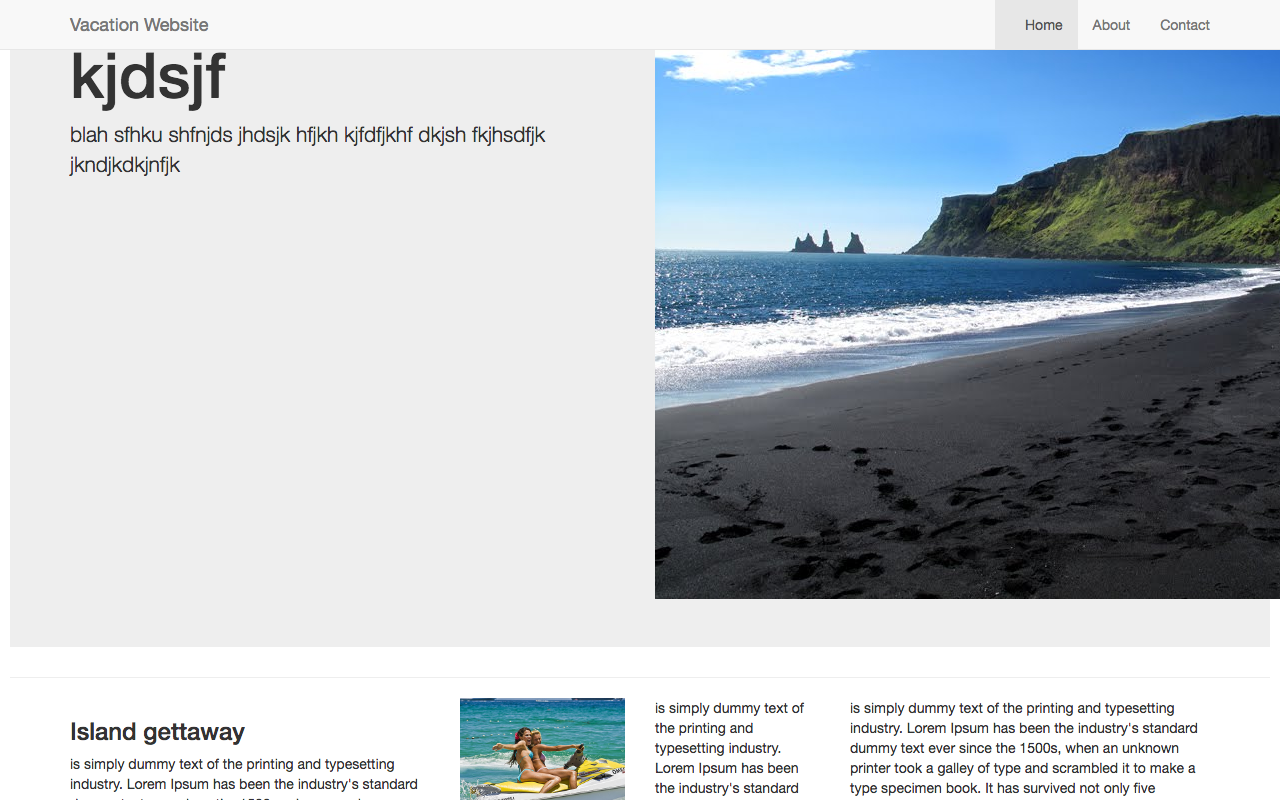 Vacation Website
Home About Contact
kjdsjf
blah sfhku shfnjds jhdsjk hfjkh kjfdfjkhf dkjsh fkjhsdfjk
jkndjkdkjnfjk
Island gettaway
is simply dummy text of the printing and typesetting
industry. Lorem Ipsum has been the industry's standard
is simply dummy text of
the printing and
typesetting industry.
Lorem Ipsum has been
the industry's standard
is simply dummy text of the printing and typesetting
industry. Lorem Ipsum has been the industry's standard
dummy text ever since the 1500s, when an unknown
printer took a galley of type and scrambled it to make a
type specimen book. It has survived not only five